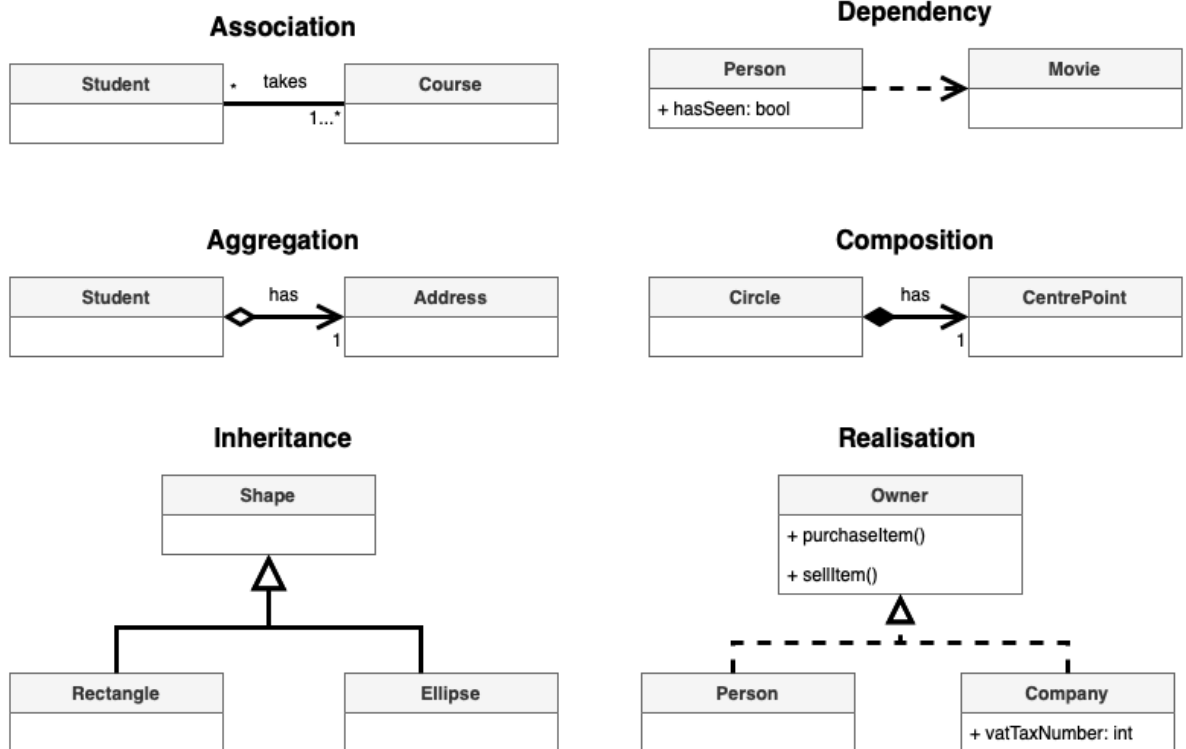 Association
Student
*
takes
1...*
Course
Dependency
Person
+ hasSeen: bool
Movie
Aggregation
Student
has
1
Address
Composition
Circle
has
1
CentrePoint
Inheritance
Shape
Rectangle
Ellipse
Realisation
Owner
+ purchaseItem()
+ sellItem()
Person
Company
+ vatTaxNumber: int